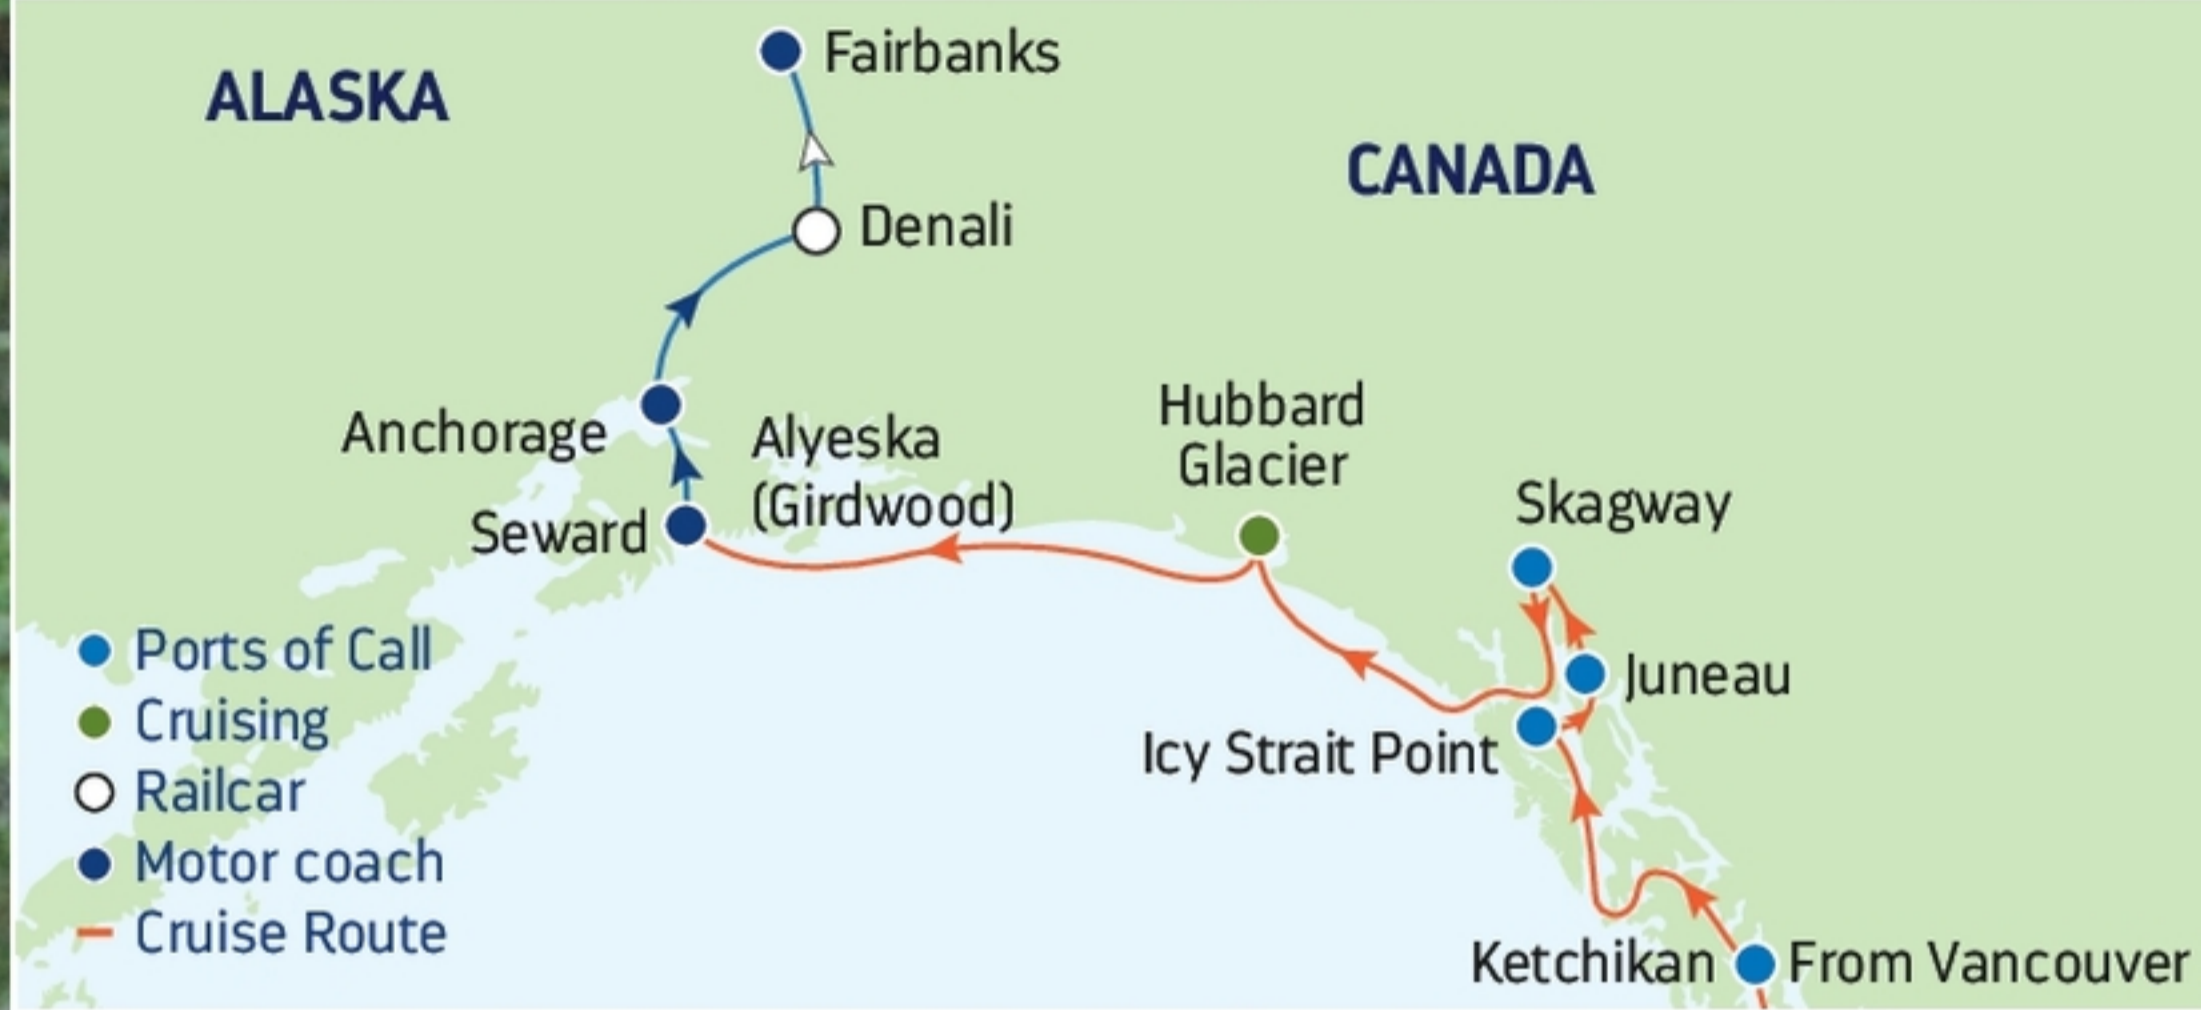 Fairbanks
ALASKA
CANADA
Denali
Hubbard
Glacier
Anchorage
Alyeska
(Girdwood)
Skagway
Seward
Ports of Call
Juneau
Cruising
Icy Strait Point
Railcar
Motor coach
Cruise Route
Ketchikan
From Vancouver